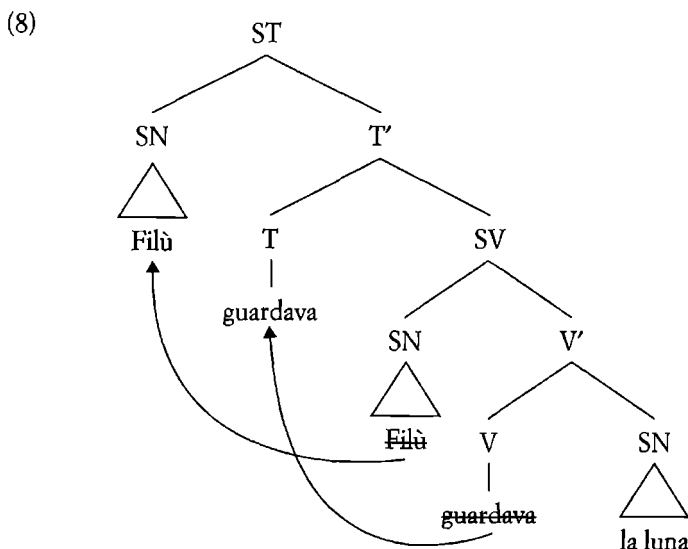 (8)
ST
SN T′
Filù T SV
guardava
SN V′
~~Filù~~ V SN
~~guardava~~ la luna